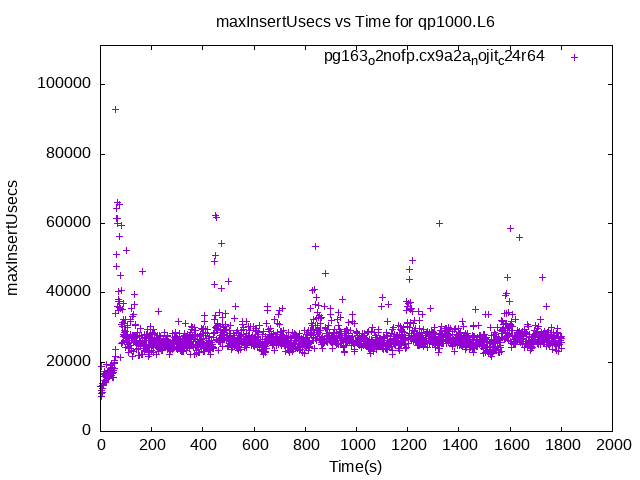 maxInsertUsecs vs Time for qp1000.L6
pg163o2nofp.cx9a2anojitc24r64
100000
80000
60000
40000
20000
0
maxInsertUsecs
0 200 400 600 800 1000 1200 1400 1600 1800 2000
Time(s)